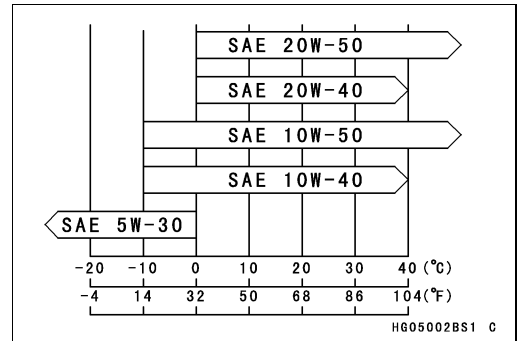 SAE 20W-50
SAE 20W-40
SAE 10W-50
SAE 10W-40
SAE 5W-30
-20 -10 0 10 20 30 40 (°C)
-4 14 32 50 68 86 104 (°F)
HG05002BS1 C